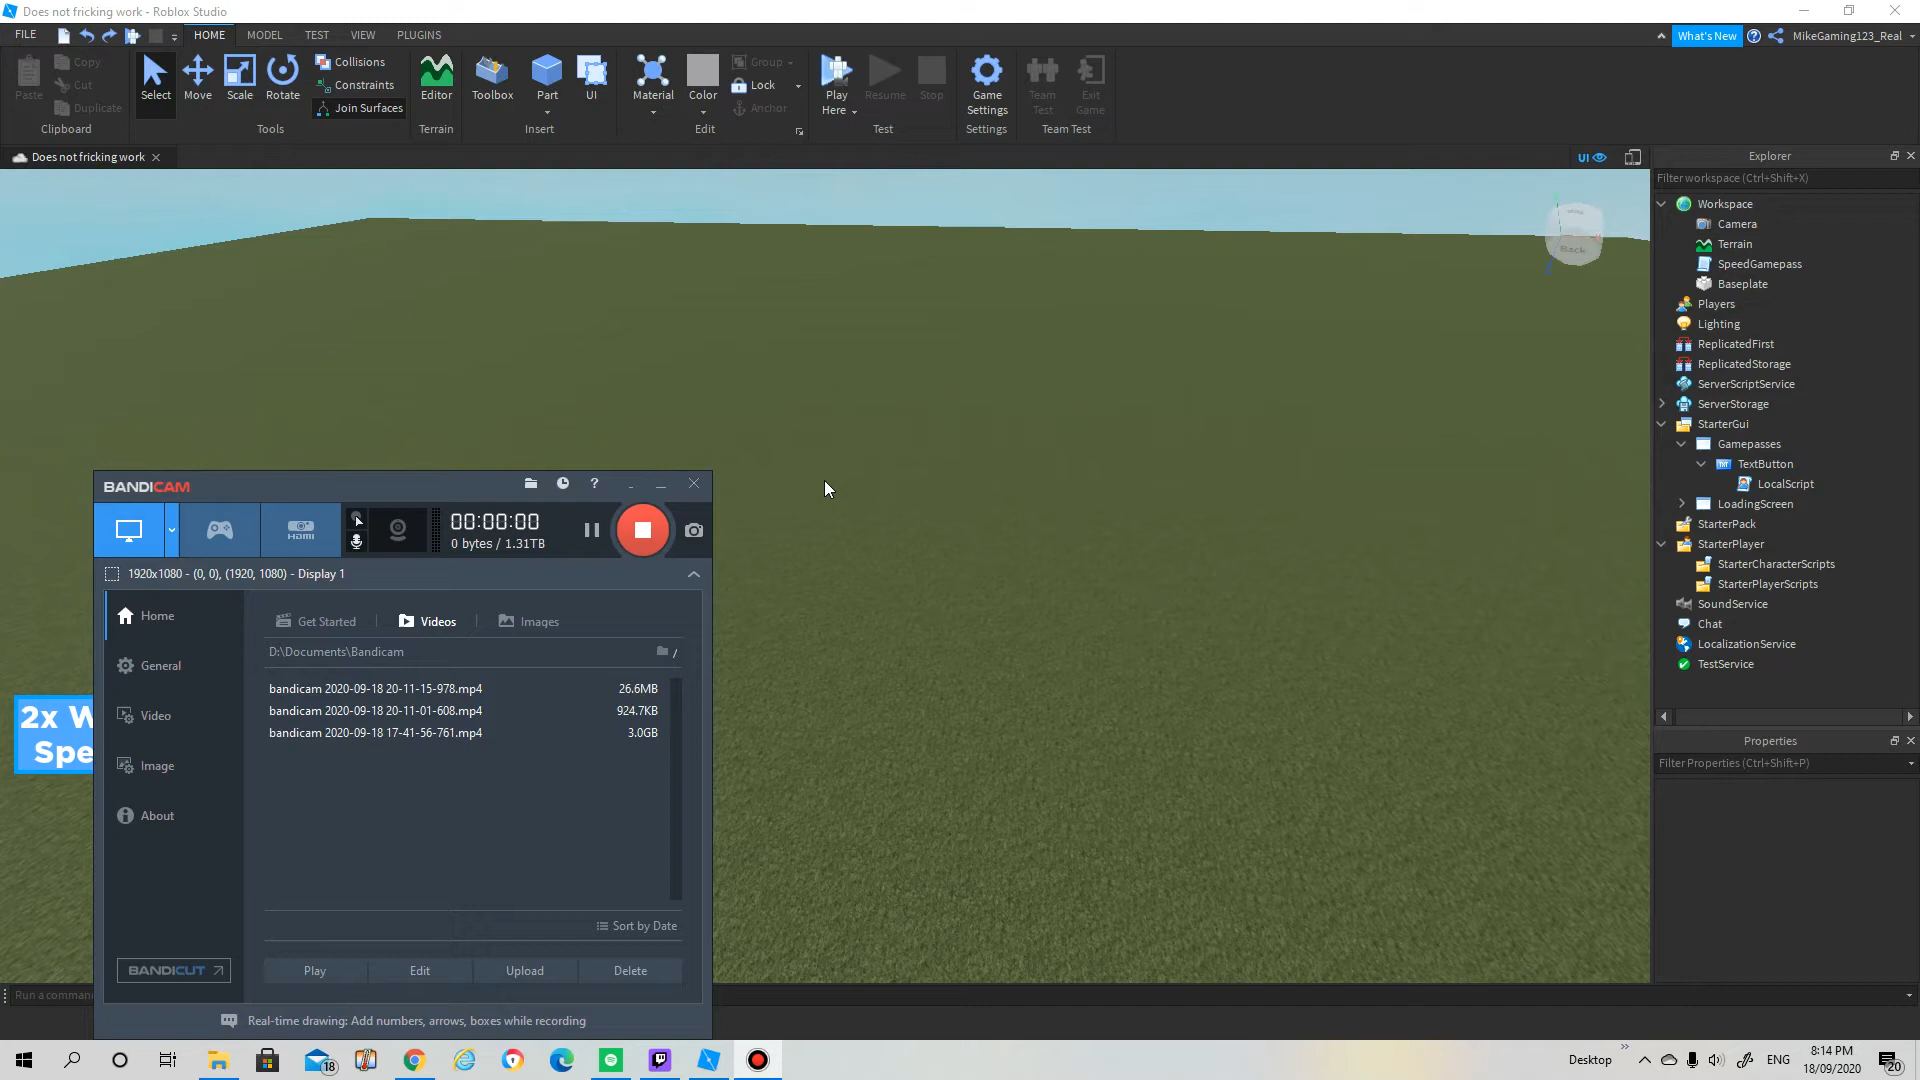 Does not fricking work - Roblox Studio
FILE
HOME
MODEL
TEST
VIEW
PLUGINS
What's New
MikeGaming123_Real
Paste
Copy
Cut
Duplicate
Clipboard
Select
Move
Scale
Rotate
Collisions
Constraints
Join Surfaces
Tools
Editor
Terrain
Toolbox
Part
UI
Insert
Material
Color
Group
Lock
Anchor
Edit
Play
Here
Resume
Stop
Test
Game
Settings
Settings
Team
Test
Exit
Game
Team Test
Does not fricking work
UI
Back
Explorer
Filter workspace (Ctrl+Shift+X)
Workspace
Camera
Terrain
SpeedGamepass
Baseplate
Players
Lighting
ReplicatedFirst
ReplicatedStorage
ServerScriptService
ServerStorage
StarterGui
Gamepasses
TextButton
LocalScript
LoadingScreen
StarterPack
StarterPlayer
StarterCharacterScripts
StarterPlayerScripts
SoundService
Chat
LocalizationService
TestService
Properties
Filter Properties (Ctrl+Shift+P)
2x W
Spe
Run a comman
BANDICAM
HDMI
00:00:00
0 bytes / 1.31TB
1920x1080 - (0, 0), (1920, 1080) - Display 1
Home
General
Video
Image
About
BANDICUT
Get Started
Videos
Images
D:\Documents\Bandicam
bandicam 2020-09-18 20-11-15-978.mp4 26.6MB
bandicam 2020-09-18 20-11-01-608.mp4 924.7KB
bandicam 2020-09-18 17-41-56-761.mp4 3.0GB
Sort by Date
Play
Edit
Upload
Delete
Real-time drawing: Add numbers, arrows, boxes while recording
18
Desktop
ENG
8:14 PM
18/09/2020
20